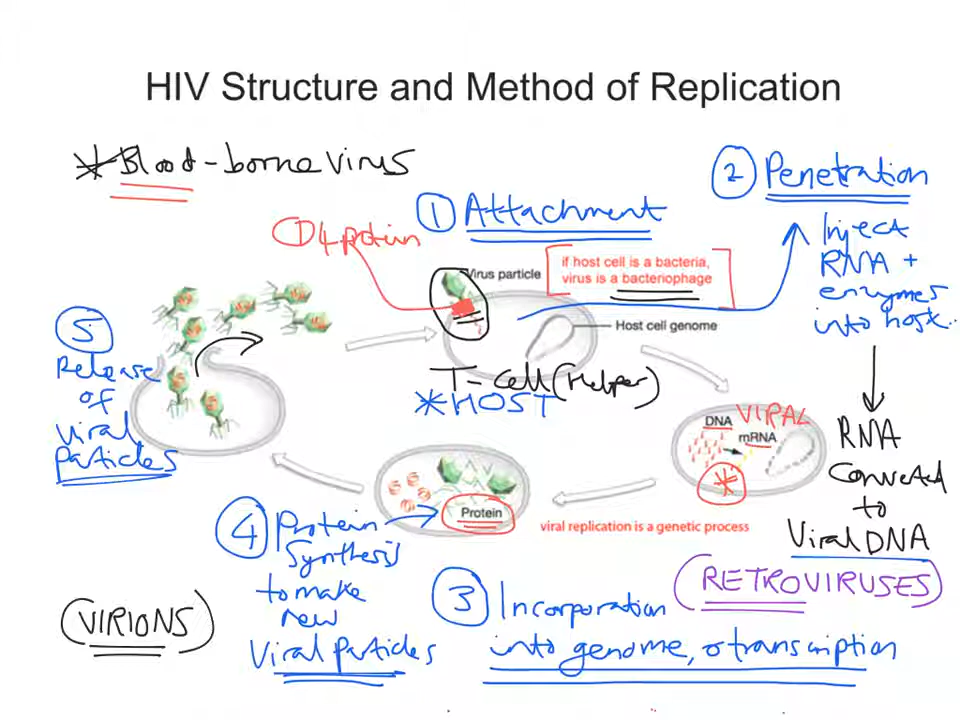 HIV Structure and Method of Replication
*Blood-borne virus
① Attachment
② Penetration
Inject
RNA +
enzymes
into host..
RNA
Converted
to
Viral DNA
RETROVIRUSES
CD4 protein
Virus particle
if host cell is a bacteria,
virus is a bacteriophage
Host cell genome
T-cell (Helper)
*HOST
DNA VIRAL
mRNA
*
viral replication is a genetic process
③ Incorporation
into genome, & transcription
Protein
④ Protein
Synthesis
to make
new
Viral Particles
⑤
Release
of
Viral
Particles
(VIRIONS)